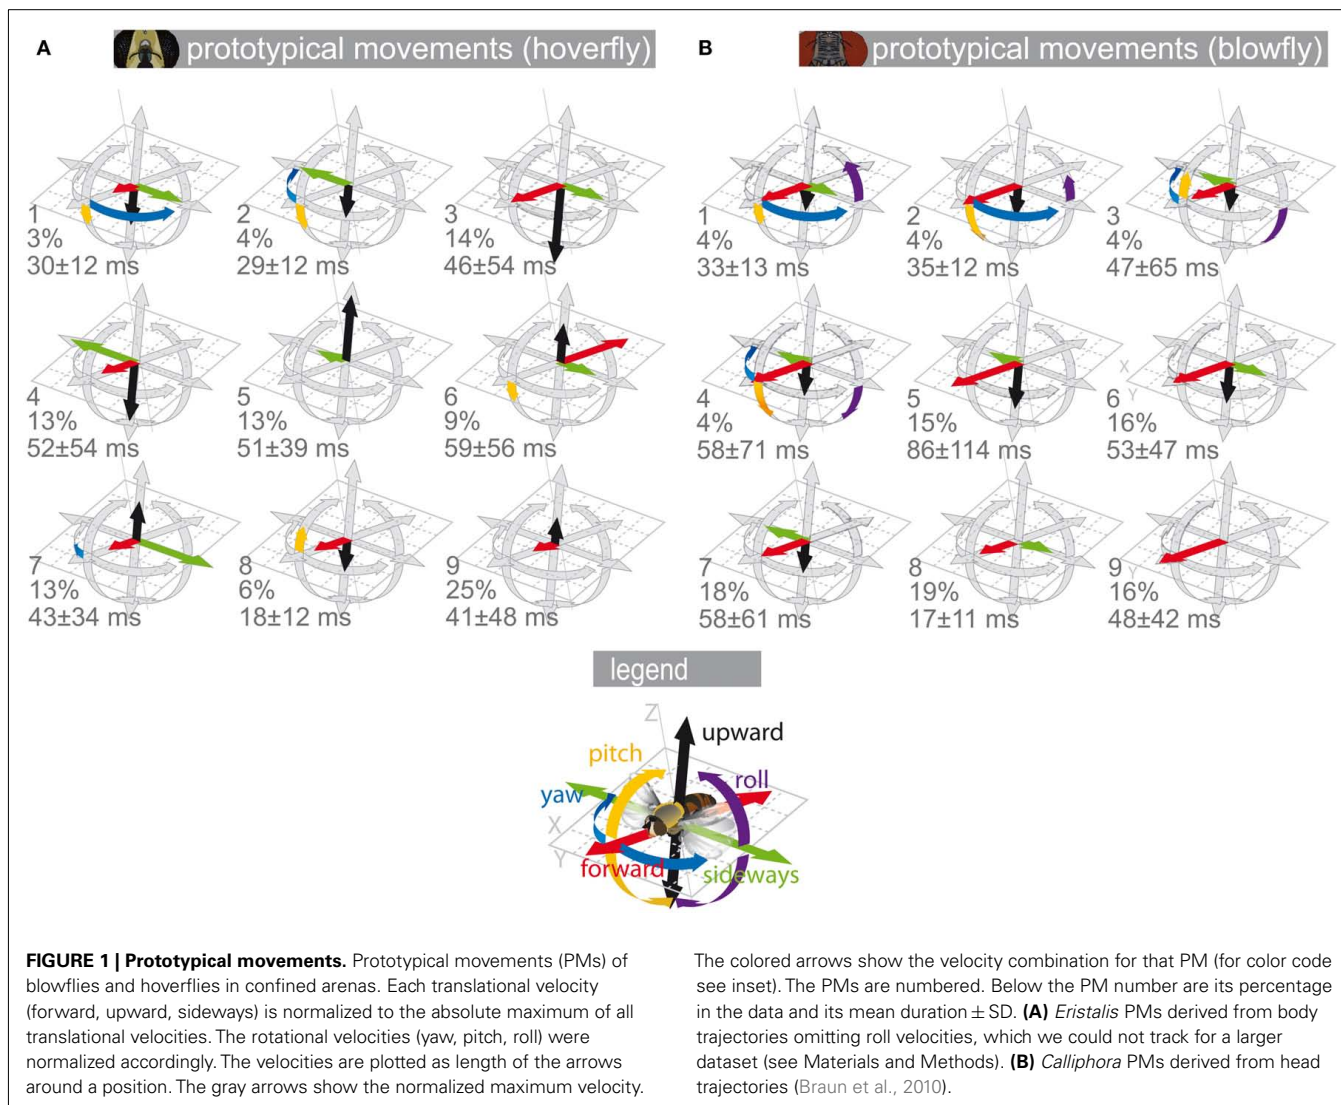 A
prototypical movements (hoverfly)
1
3%
30±12 ms
2
4%
29±12 ms
3
14%
46±54 ms
4
13%
52±54 ms
5
13%
51±39 ms
6
9%
59±56 ms
7
13%
43±34 ms
8
6%
18±12 ms
9
25%
41±48 ms
B
prototypical movements (blowfly)
1
4%
33±13 ms
2
4%
35±12 ms
3
4%
47±65 ms
4
4%
58±71 ms
5
15%
86±114 ms
X
Y
6
16%
53±47 ms
7
18%
58±61 ms
8
19%
17±11 ms
Y
9
16%
48±42 ms
legend
Z
upward
pitch
roll
yaw
X
Y
forward
sideways
FIGURE 1 | Prototypical movements. Prototypical movements (PMs) of
blowflies and hoverflies in confined arenas. Each translational velocity
(forward, upward, sideways) is normalized to the absolute maximum of all
translational velocities. The rotational velocities (yaw, pitch, roll) were
normalized accordingly. The velocities are plotted as length of the arrows
around a position. The gray arrows show the normalized maximum velocity.
The colored arrows show the velocity combination for that PM (for color code
see inset). The PMs are numbered. Below the PM number are its percentage
in the data and its mean duration ± SD. (A) Eristalis PMs derived from body
trajectories omitting roll velocities, which we could not track for a larger
dataset (see Materials and Methods). (B) Calliphora PMs derived from head
trajectories (Braun et al., 2010).